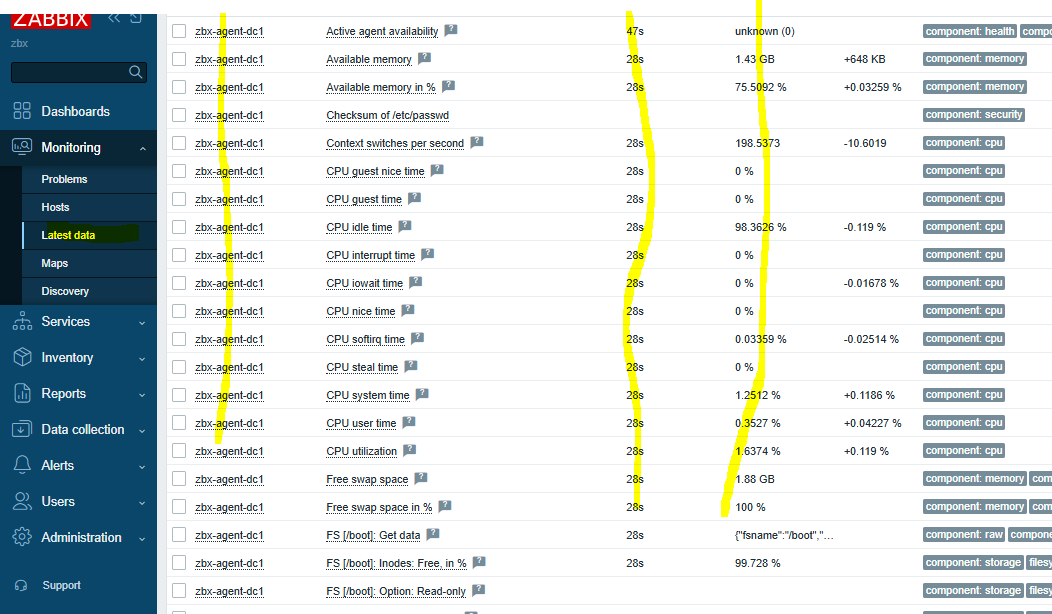 ZABBIX
zbx
Dashboards
Monitoring
Problems
Hosts
Latest data
Maps
Discovery
Services
Inventory
Reports
Data collection
Alerts
Users
Administration
Support
zbx-agent-dc1 Active agent availability ? 47s unknown (0) component: health compo
zbx-agent-dc1 Available memory ? 28s 1.43 GB +648 KB component: memory
zbx-agent-dc1 Available memory in % ? 28s 75.5092 % +0.03259 % component: memory
zbx-agent-dc1 Checksum of /etc/passwd component: security
zbx-agent-dc1 Context switches per second ? 28s 198.5373 -10.6019 component: cpu
zbx-agent-dc1 CPU guest nice time ? 28s 0 % component: cpu
zbx-agent-dc1 CPU guest time ? 28s 0 % component: cpu
zbx-agent-dc1 CPU idle time ? 28s 98.3626 % -0.119 % component: cpu
zbx-agent-dc1 CPU interrupt time ? 28s 0 % component: cpu
zbx-agent-dc1 CPU iowait time ? 28s 0 % -0.01678 % component: cpu
zbx-agent-dc1 CPU nice time ? 28s 0 % component: cpu
zbx-agent-dc1 CPU softirq time ? 28s 0.03359 % -0.02514 % component: cpu
zbx-agent-dc1 CPU steal time ? 28s 0 % component: cpu
zbx-agent-dc1 CPU system time ? 28s 1.2512 % +0.1186 % component: cpu
zbx-agent-dc1 CPU user time ? 28s 0.3527 % +0.04227 % component: cpu
zbx-agent-dc1 CPU utilization ? 28s 1.6374 % +0.119 % component: cpu
zbx-agent-dc1 Free swap space ? 28s 1.88 GB component: memory com
zbx-agent-dc1 Free swap space in % ? 28s 100 % component: memory com
zbx-agent-dc1 FS [/boot]: Get data ? 28s {"fsname":"/boot","... component: raw compone
zbx-agent-dc1 FS [/boot]: Inodes: Free, in % ? 28s 99.728 % component: storage filesy
zbx-agent-dc1 FS [/boot]: Option: Read-only ? component: storage filesy